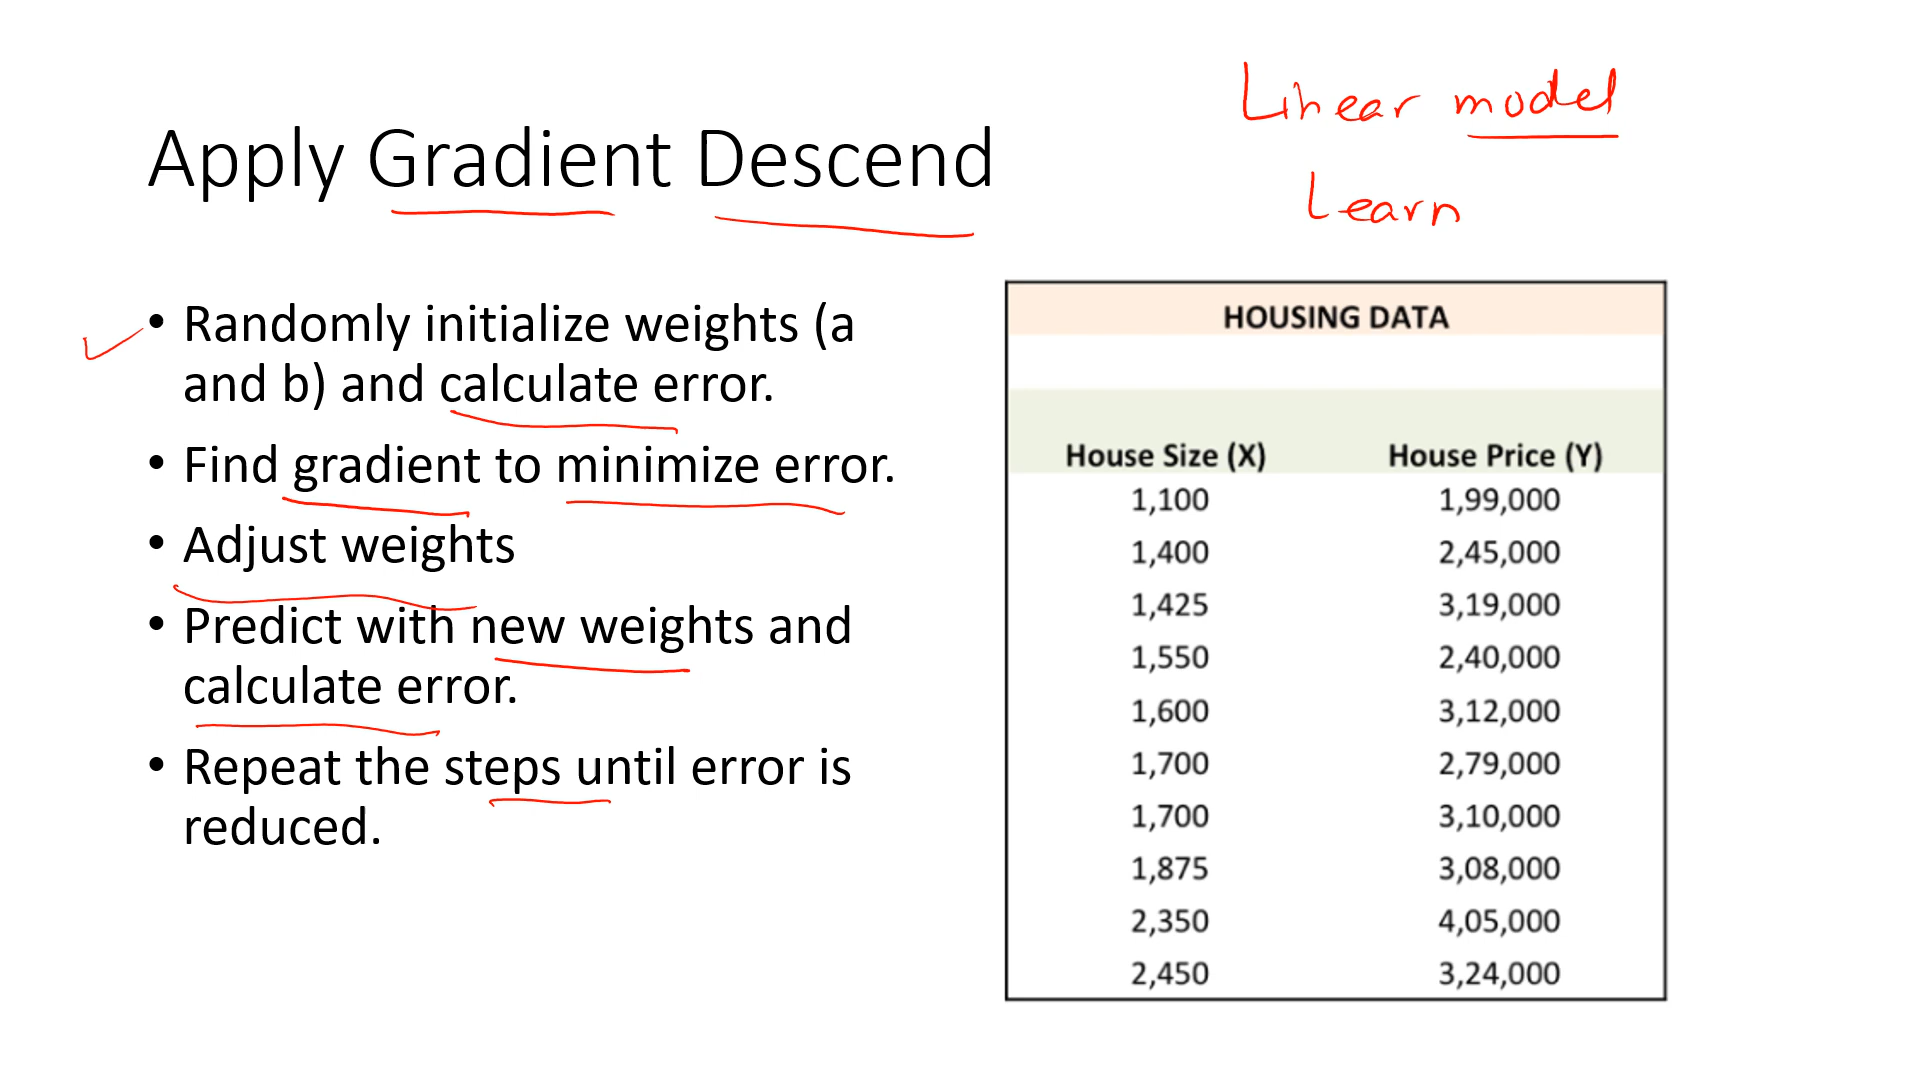 Linear model
Learn
Apply Gradient Descend
• Randomly initialize weights (a
and b) and calculate error.
• Find gradient to minimize error.
• Adjust weights
• Predict with new weights and
calculate error.
• Repeat the steps until error is
reduced.
HOUSING DATA
House Size (X) House Price (Y)
1,100 1,99,000
1,400 2,45,000
1,425 3,19,000
1,550 2,40,000
1,600 3,12,000
1,700 2,79,000
1,700 3,10,000
1,875 3,08,000
2,350 4,05,000
2,450 3,24,000